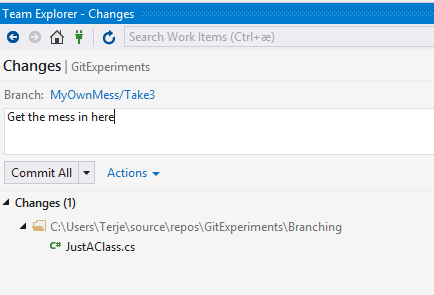 Team Explorer - Changes
Search Work Items (Ctrl+æ)
Changes | GitExperiments
Branch: MyOwnMess/Take3
Get the mess in here
Commit All Actions
Changes (1)
C:\Users\Terje\source\repos\GitExperiments\Branching
C# JustAClass.cs